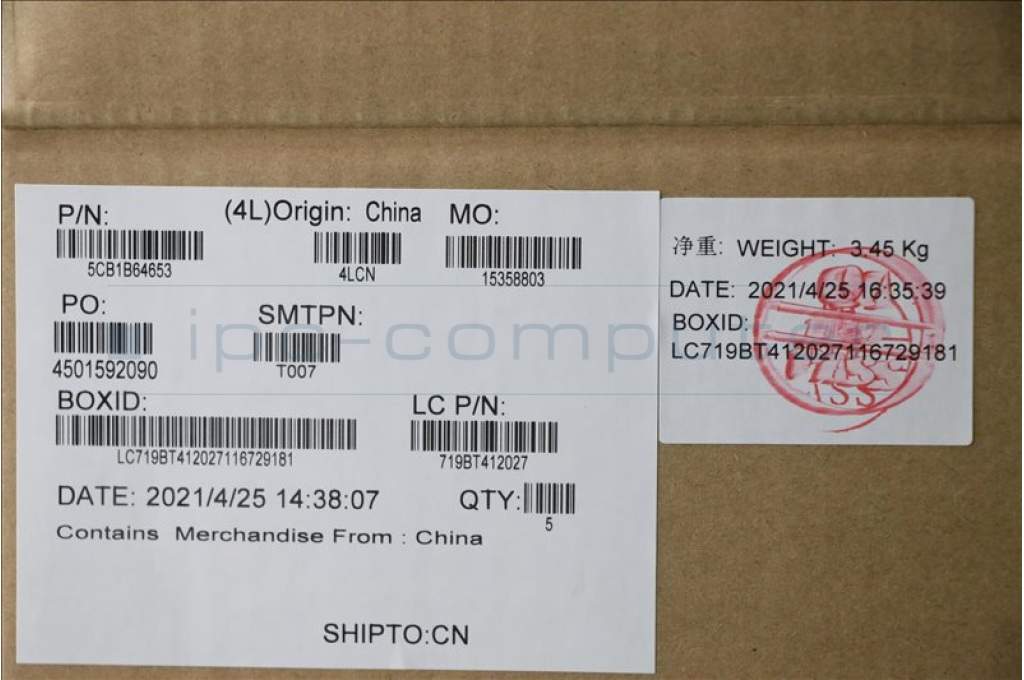 P/N: (4L)Origin: China MO:
5CB1B64653 4LCN 15358803
PO: SMTPN:
4501592090 T007
BOXID: LC P/N:
LC719BT412027116729181 719BT412027
DATE: 2021/4/25 14:38:07 QTY:
5
Contains Merchandise From : China
SHIPTO:CN
净重: WEIGHT: 3.45 Kg
DATE: 2021/4/25 16:35:39
BOXID:
LC719BT412027116729181
ipc-compute